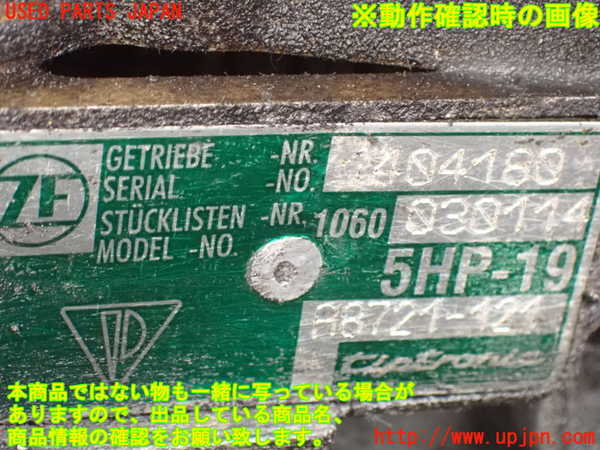 USED PARTS JAPAN
※動作確認時の画像
GETRIEBE -NR.
SERIAL -NO.
404180
ZF
STÜCKLISTEN -NR.
MODEL -NO.
1060 030114
5HP-19
A8721-121
Tiptronic
本商品ではない物も一緒に写っている場合が
ありますので、出品している商品名、
商品情報の確認をお願い致します。
http://www.upjpn.com/